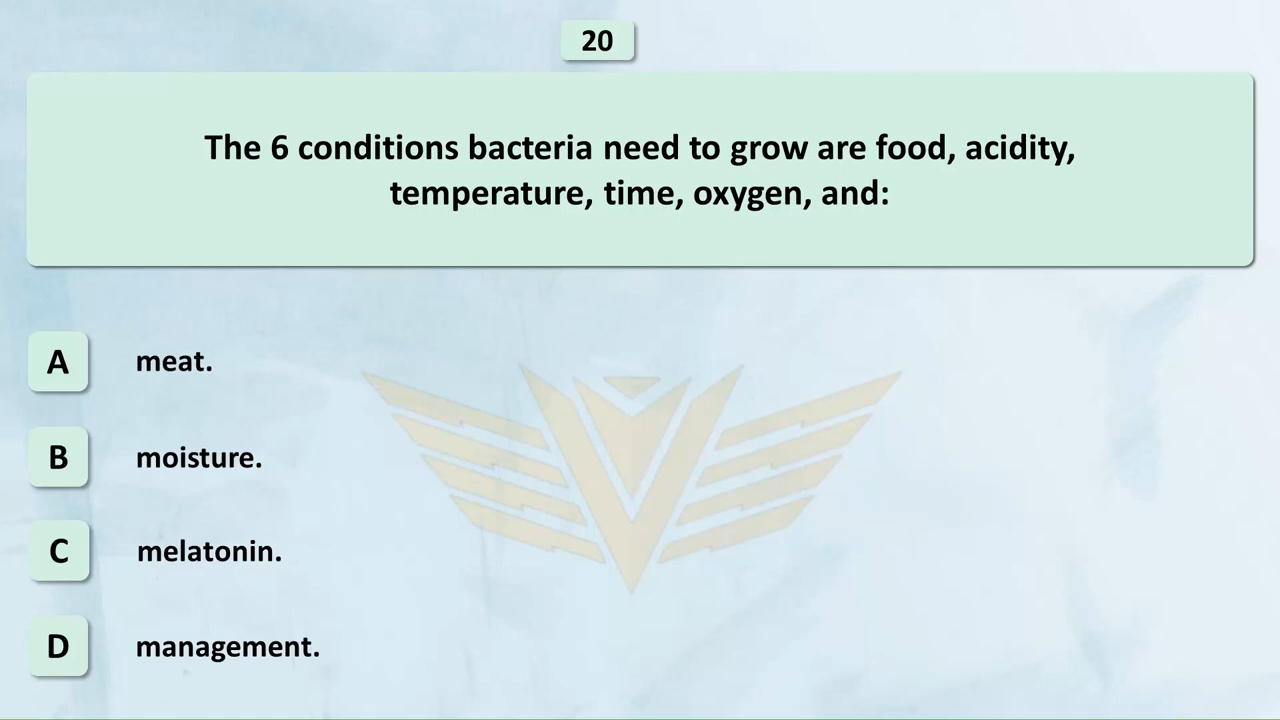 20
The 6 conditions bacteria need to grow are food, acidity,
temperature, time, oxygen, and:
A meat.
B moisture.
C melatonin.
D management.